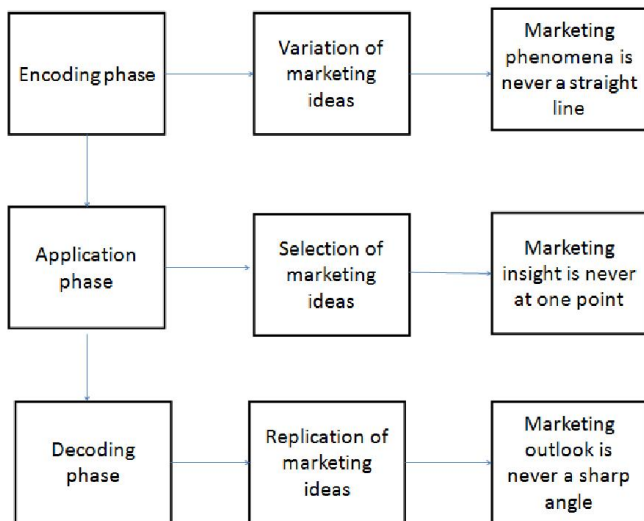 Encoding phase
Variation of
marketing
ideas
Marketing
phenomena is
never a straight
line
Application
phase
Selection of
marketing
ideas
Marketing
insight is never
at one point
Decoding
phase
Replication of
marketing
ideas
Marketing
outlook is
never a sharp
angle